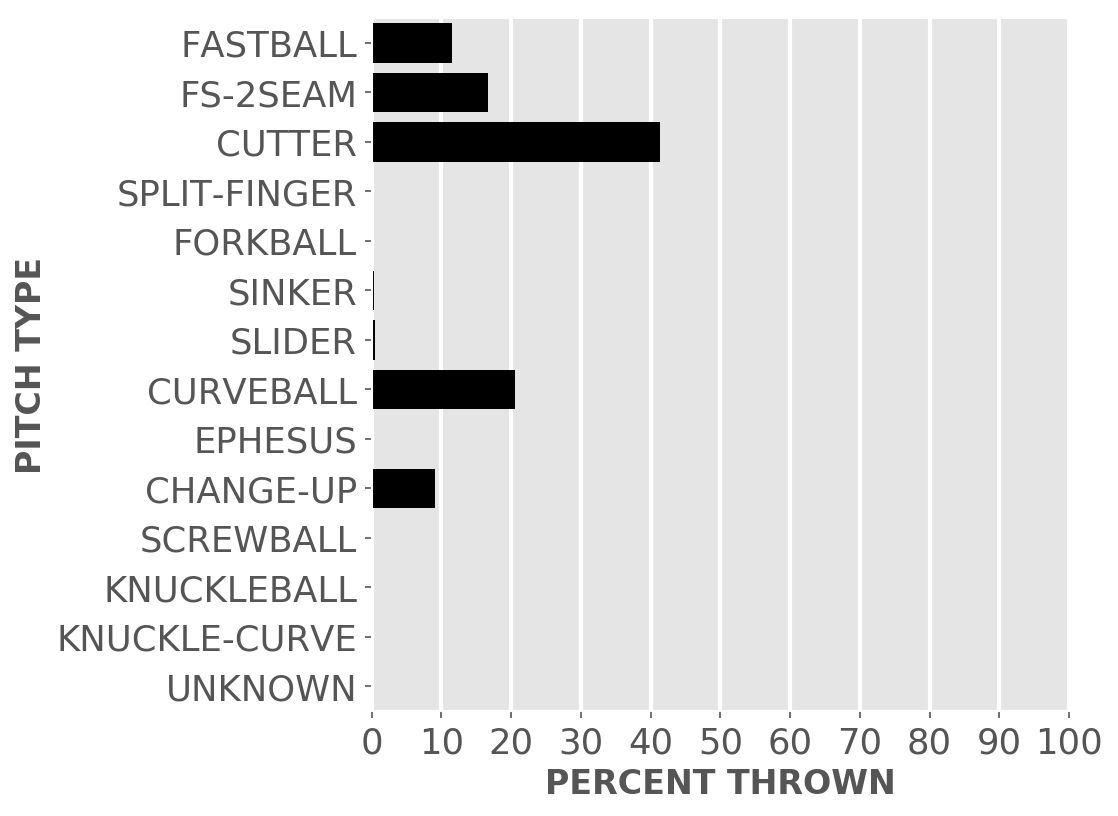 FASTBALL
FS-2SEAM
CUTTER
SPLIT-FINGER
FORKBALL
SINKER
SLIDER
CURVEBALL
EPHESUS
CHANGE-UP
SCREWBALL
KNUCKLEBALL
KNUCKLE-CURVE
UNKNOWN
PITCH TYPE
0 10 20 30 40 50 60 70 80 90 100
PERCENT THROWN